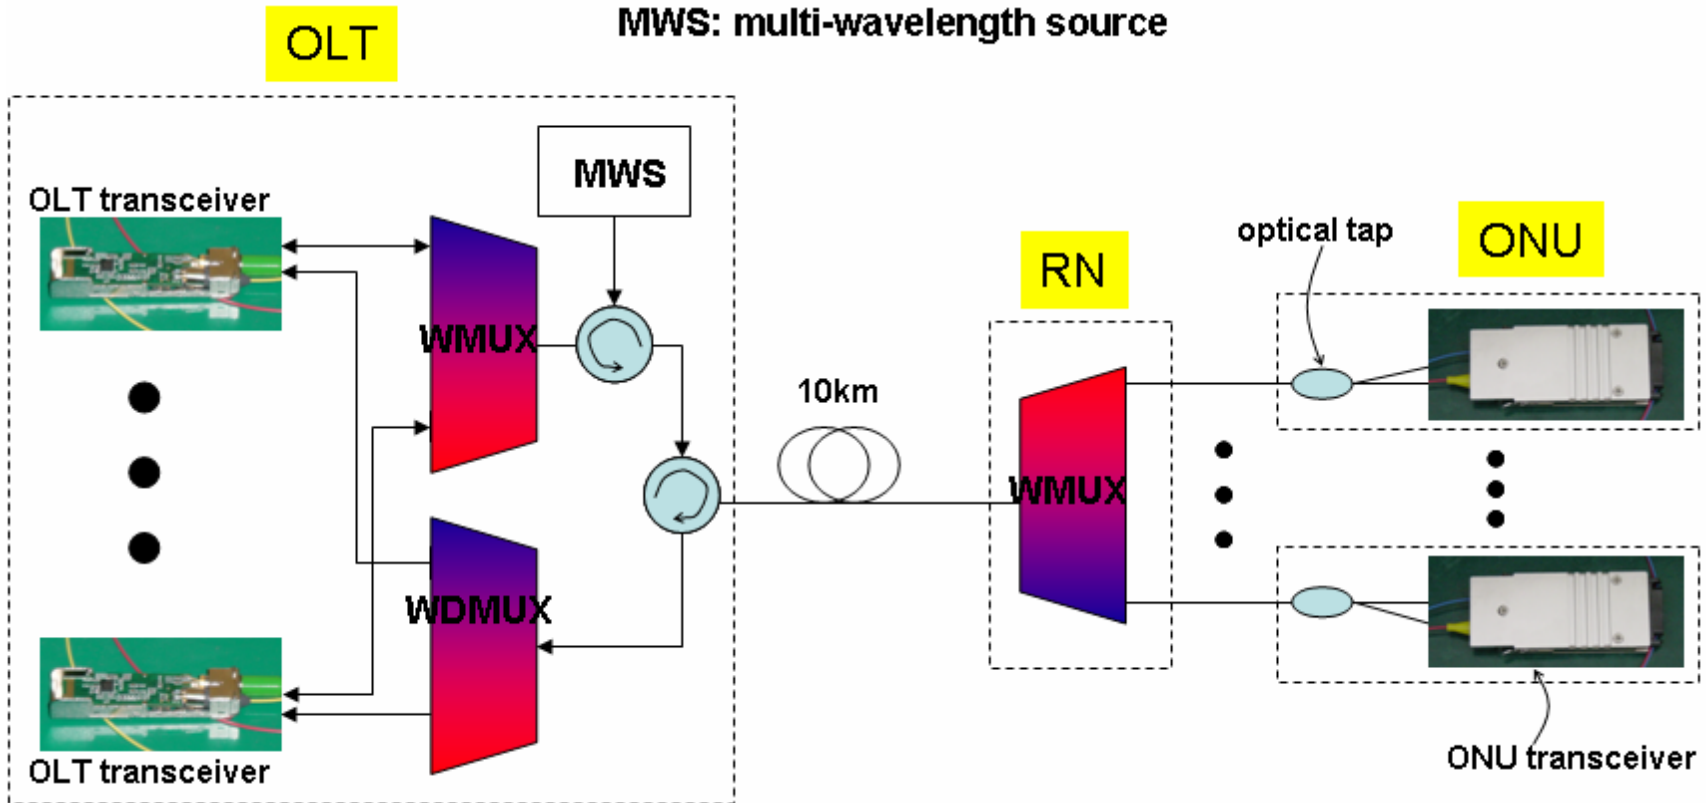 MWS: multi-wavelength source
OLT
MWS
OLT transceiver
WMUX
WDMUX
OLT transceiver
10km
RN
WMUX
optical tap
ONU
ONU transceiver